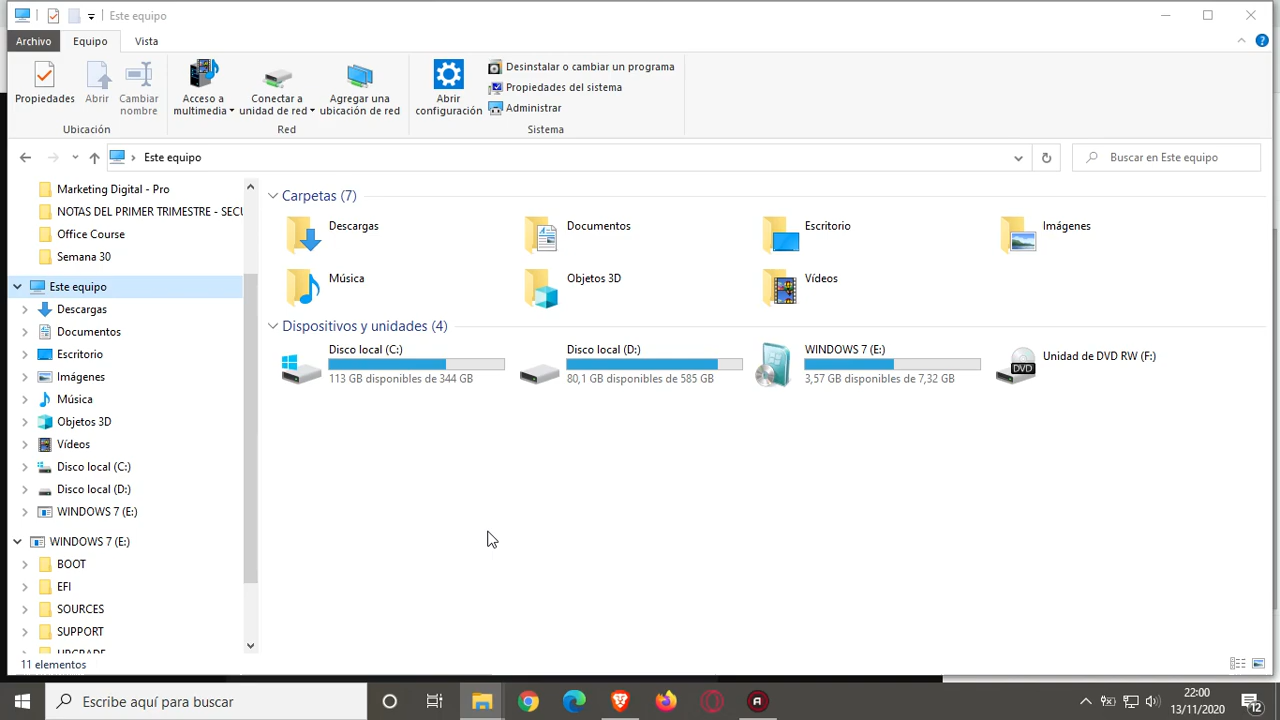 Este equipo
Archivo
Equipo
Vista
Propiedades
Abrir
Cambiar
nombre
Ubicación
Acceso a
multimedia
Conectar a
unidad de red
Agregar una
ubicación de red
Red
Abrir
configuración
Desinstalar o cambiar un programa
Propiedades del sistema
Administrar
Sistema
Este equipo
Buscar en Este equipo
Marketing Digital - Pro
NOTAS DEL PRIMER TRIMESTRE - SECU
Office Course
Semana 30
Este equipo
Descargas
Documentos
Escritorio
Imágenes
Música
Objetos 3D
Vídeos
Disco local (C:)
Disco local (D:)
WINDOWS 7 (E:)
WINDOWS 7 (E:)
BOOT
EFI
SOURCES
SUPPORT
UPGRADE
Carpetas (7)
Descargas
Documentos
Escritorio
Imágenes
Música
Objetos 3D
Vídeos
Dispositivos y unidades (4)
Disco local (C:)
113 GB disponibles de 344 GB
Disco local (D:)
80,1 GB disponibles de 585 GB
WINDOWS 7 (E:)
3,57 GB disponibles de 7,32 GB
DVD
Unidad de DVD RW (F:)
11 elementos
Escribe aquí para buscar
22:00
13/11/2020
12